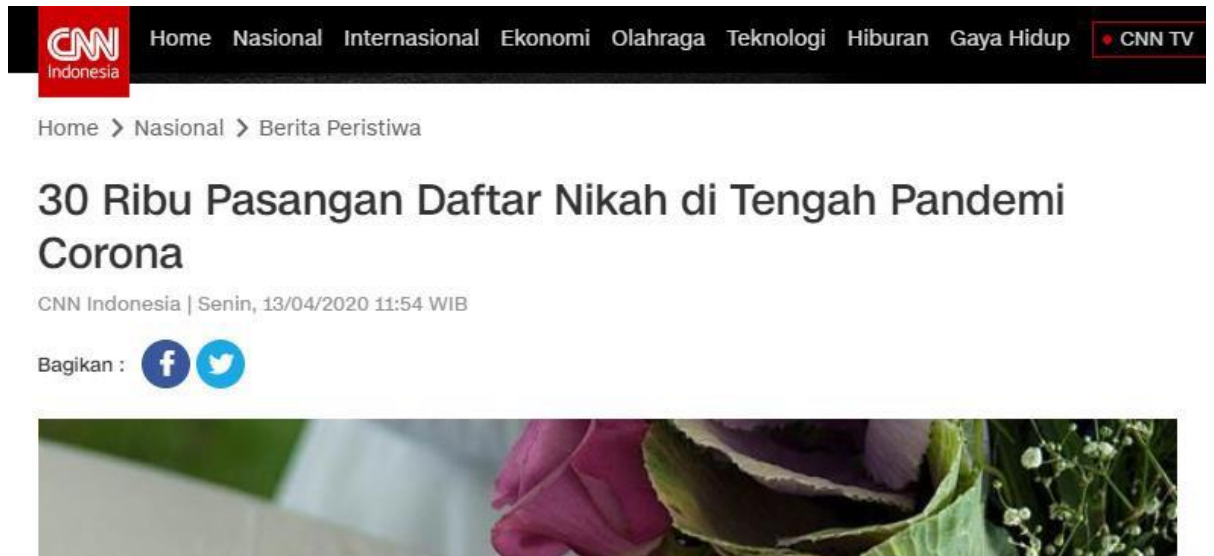 CNN Indonesia
Home Nasional Internasional Ekonomi Olahraga Teknologi Hiburan Gaya Hidup CNN TV
Home > Nasional > Berita Peristiwa
30 Ribu Pasangan Daftar Nikah di Tengah Pandemi
Corona
CNN Indonesia | Senin, 13/04/2020 11:54 WIB
Bagikan :